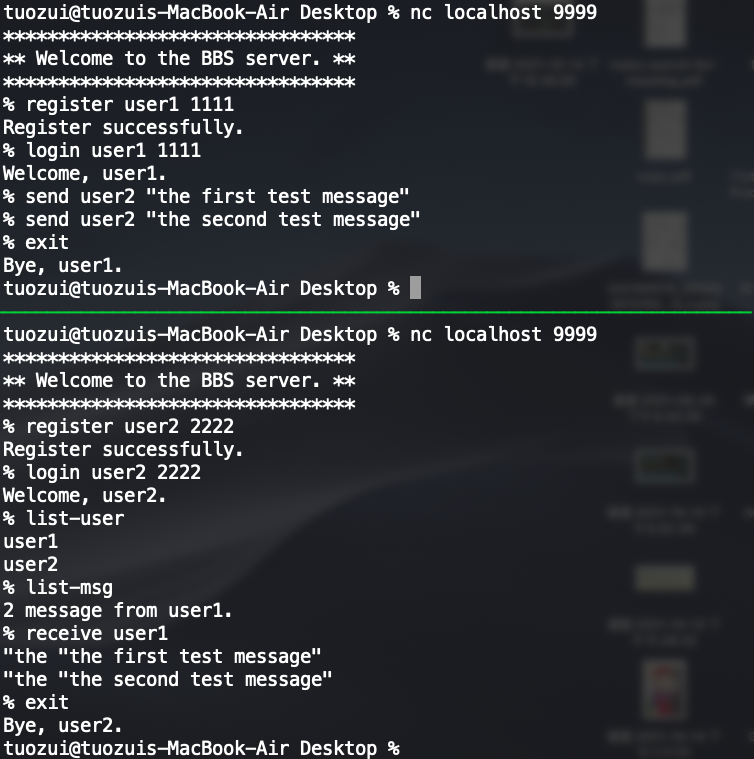 tuozui@tuozuis-MacBook-Air Desktop % nc localhost 9999
********************************
** Welcome to the BBS server. **
********************************
% register user1 1111
Register successfully.
% login user1 1111
Welcome, user1.
% send user2 "the first test message"
% send user2 "the second test message"
% exit
Bye, user1.
tuozui@tuozuis-MacBook-Air Desktop %
tuozui@tuozuis-MacBook-Air Desktop % nc localhost 9999
********************************
** Welcome to the BBS server. **
********************************
% register user2 2222
Register successfully.
% login user2 2222
Welcome, user2.
% list-user
user1
user2
% list-msg
2 message from user1.
% receive user1
"the "the first test message"
"the "the second test message"
% exit
Bye, user2.
tuozui@tuozuis-MacBook-Air Desktop %